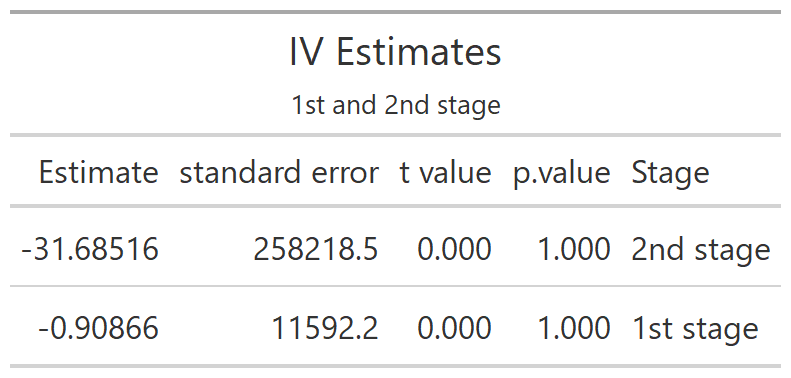 IV Estimates
1st and 2nd stage
Estimate standard error t value p.value Stage
-31.68516 258218.5 0.000 1.000 2nd stage
-0.90866 11592.2 0.000 1.000 1st stage